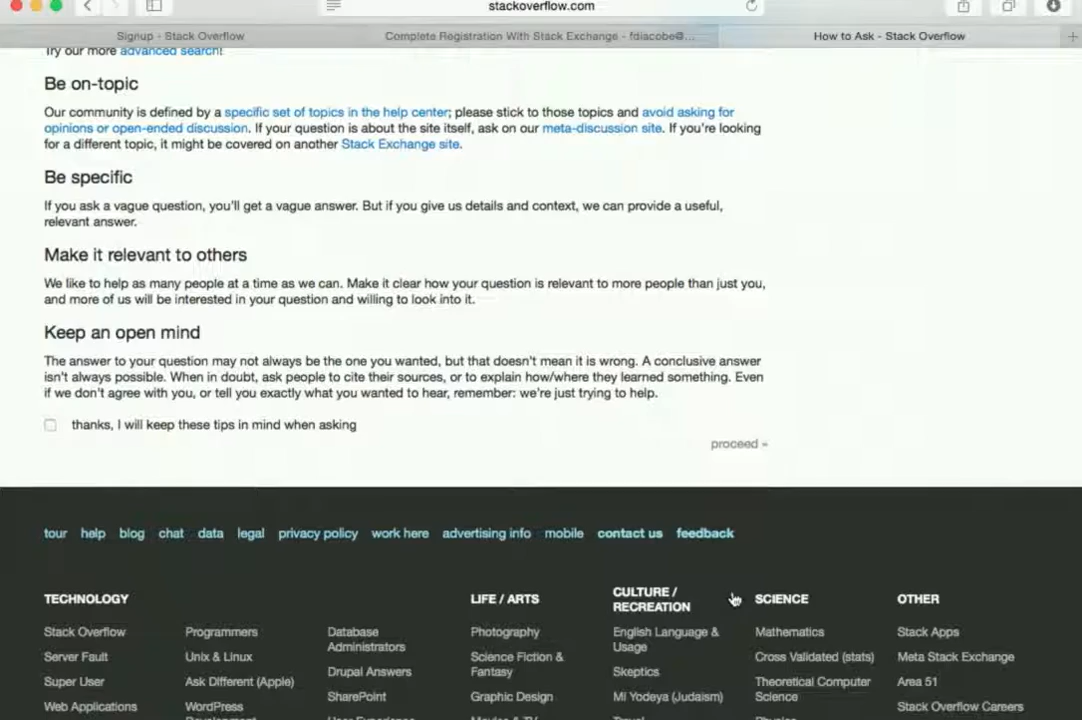 stackoverflow.com
Signup - Stack Overflow
Complete Registration With Stack Exchange - fdiacobe@...
How to Ask - Stack Overflow
Try our more advanced search!
Be on-topic
Our community is defined by a specific set of topics in the help center; please stick to those topics and avoid asking for
opinions or open-ended discussion. If your question is about the site itself, ask on our meta-discussion site. If you're looking
for a different topic, it might be covered on another Stack Exchange site.
Be specific
If you ask a vague question, you'll get a vague answer. But if you give us details and context, we can provide a useful,
relevant answer.
Make it relevant to others
We like to help as many people at a time as we can. Make it clear how your question is relevant to more people than just you,
and more of us will be interested in your question and willing to look into it.
Keep an open mind
The answer to your question may not always be the one you wanted, but that doesn't mean it is wrong. A conclusive answer
isn't always possible. When in doubt, ask people to cite their sources, or to explain how/where they learned something. Even
if we don't agree with you, or tell you exactly what you wanted to hear, remember: we're just trying to help.
thanks, I will keep these tips in mind when asking
proceed »
tour help blog chat data legal privacy policy work here advertising info mobile contact us feedback
TECHNOLOGY
Stack Overflow
Server Fault
Super User
Web Applications
Programmers
Unix & Linux
Ask Different (Apple)
WordPress
Database
Administrators
Drupal Answers
SharePoint
LIFE / ARTS
Photography
Science Fiction &
Fantasy
Graphic Design
CULTURE /
RECREATION
English Language &
Usage
Skeptics
Mi Yodeya (Judaism)
SCIENCE
Mathematics
Cross Validated (stats)
Theoretical Computer
Science
OTHER
Stack Apps
Meta Stack Exchange
Area 51
Stack Overflow Careers